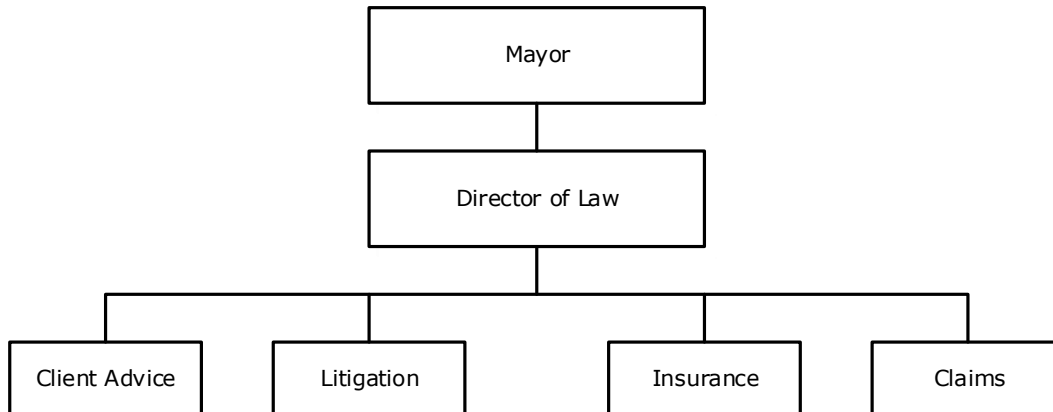 Mayor
Director of Law
Client Advice
Litigation
Insurance
Claims